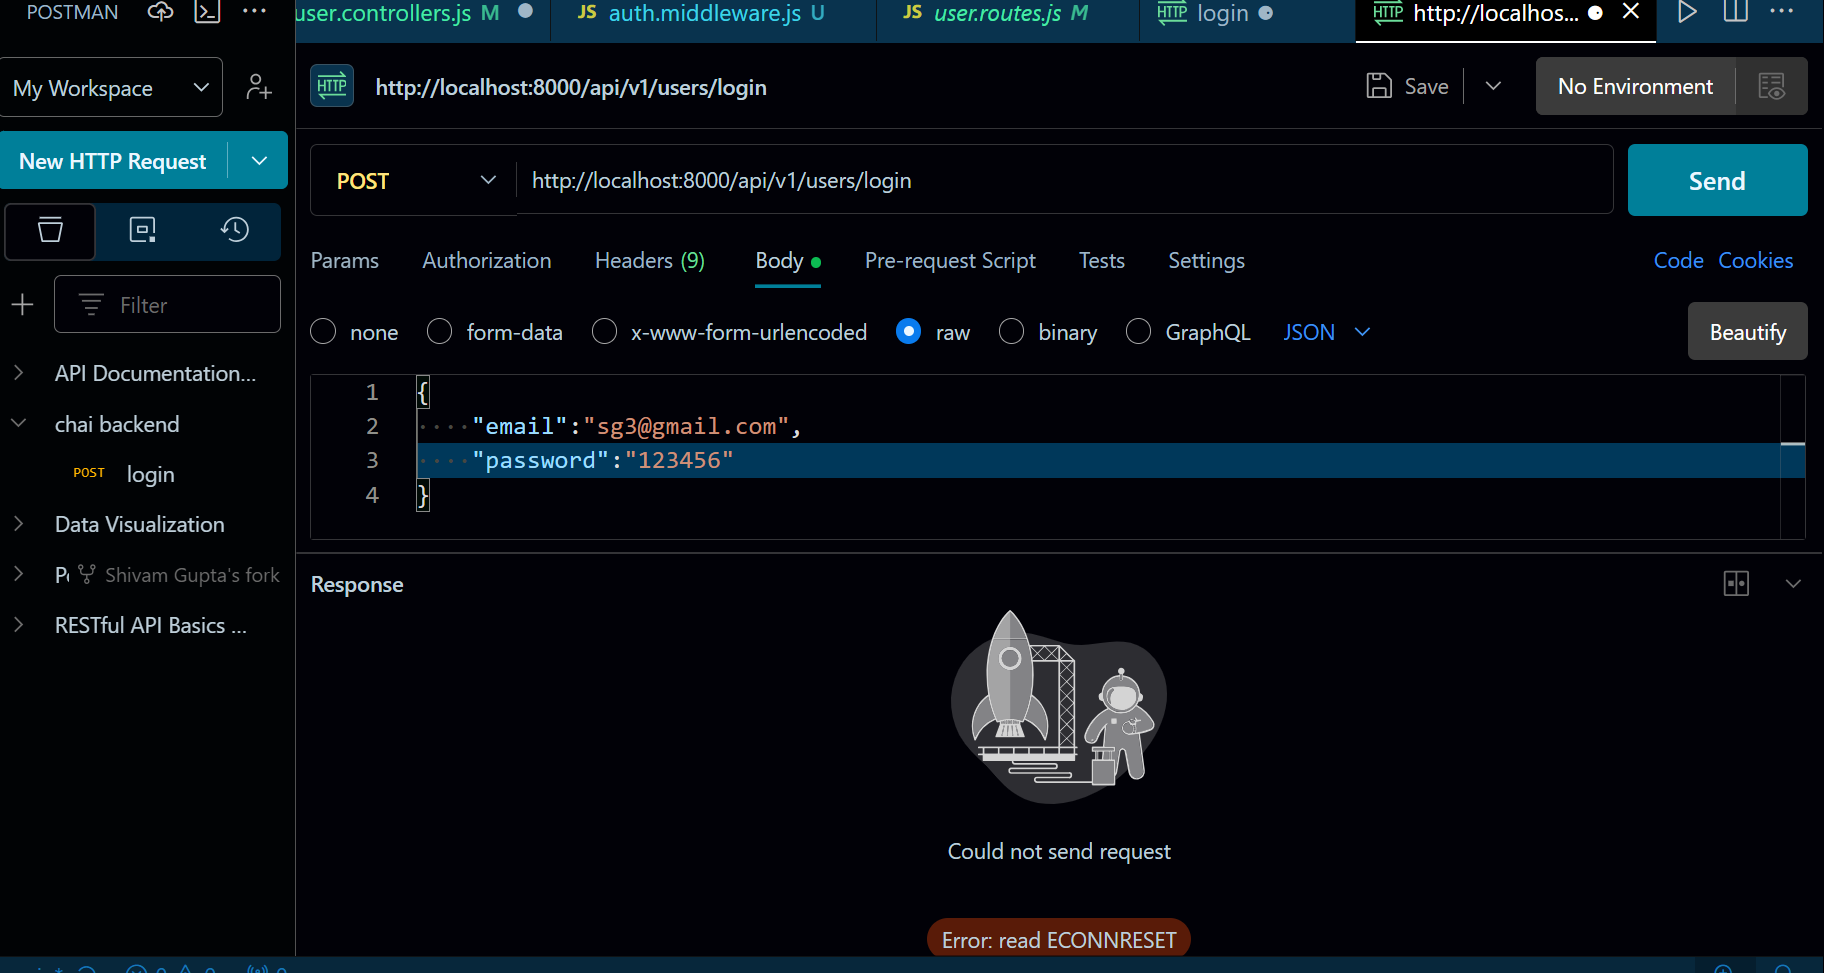 POSTMAN
user.controllers.js M
JS auth.middleware.js U
JS user.routes.js M
HTTP login
HTTP http://localhos...
My Workspace
HTTP http://localhost:8000/api/v1/users/login
Save
No Environment
New HTTP Request
POST
http://localhost:8000/api/v1/users/login
Send
Params
Authorization
Headers (9)
Body
Pre-request Script
Tests
Settings
Code
Cookies
Filter
none
form-data
x-www-form-urlencoded
raw
binary
GraphQL
JSON
Beautify
API Documentation...
chai backend
POST login
Data Visualization
Shivam Gupta's fork
RESTful API Basics ...
1 {
2 ····"email":"sg3@gmail.com",
3 ····"password":"123456"
4 }
Response
Could not send request
Error: read ECONNRESET